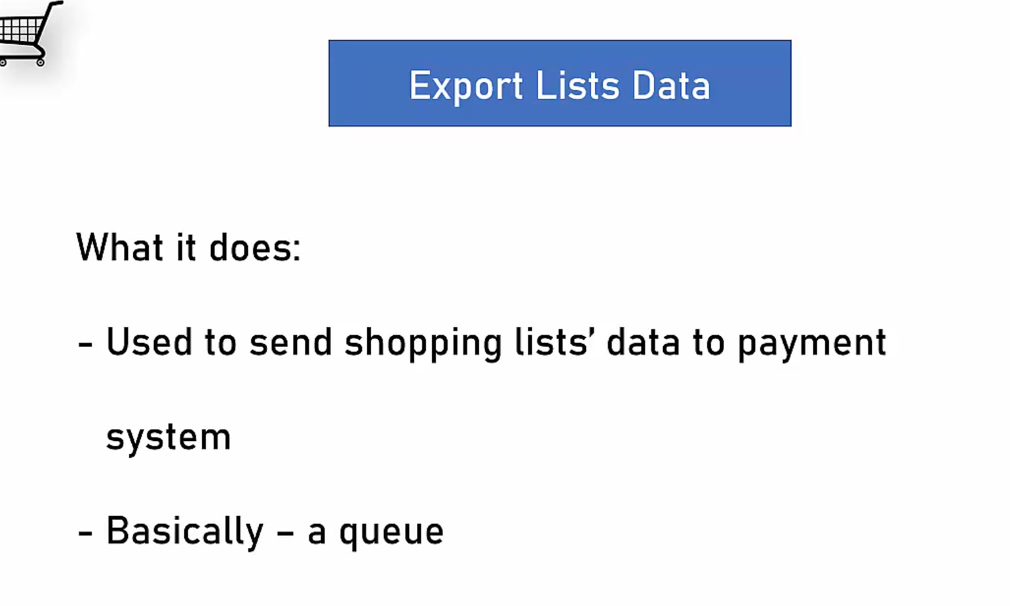 Export Lists Data
What it does:
- Used to send shopping lists’ data to payment
system
- Basically – a queue